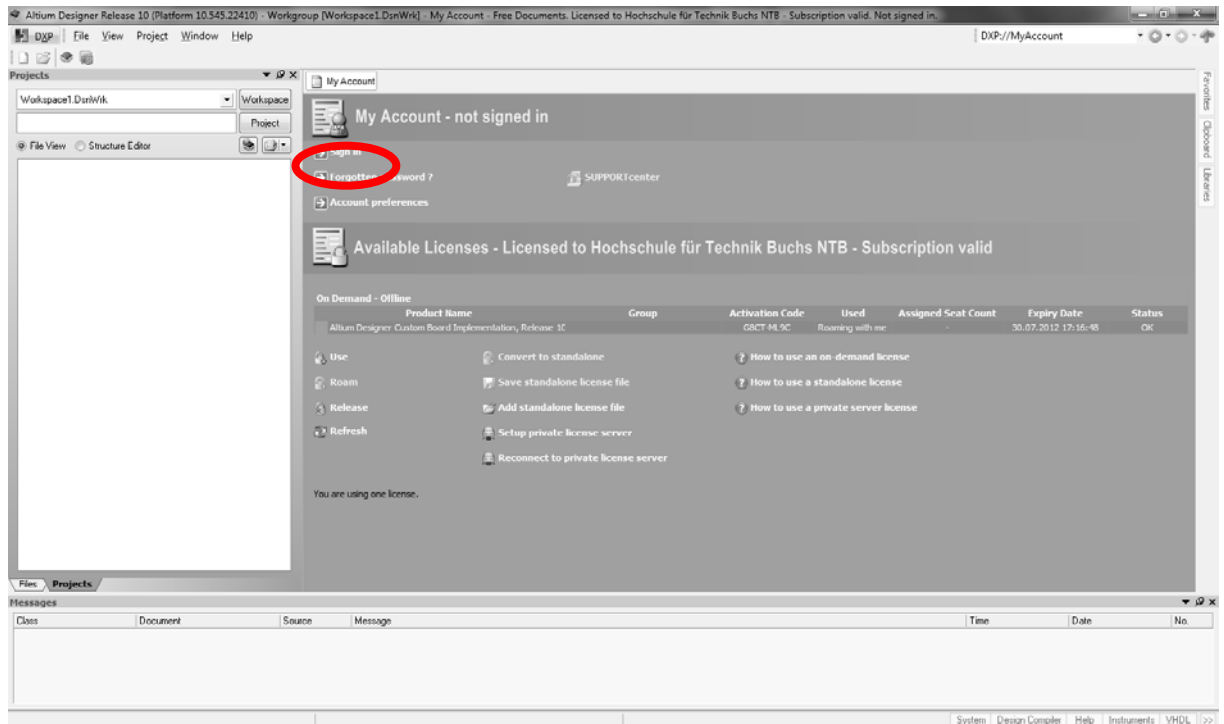 Altium Designer Release 10 (Platform 10.545.22410) - Workgroup [Workspace1.DsnWrk] - My Account - Free Documents. Licensed to Hochschule für Technik Buchs NTB - Subscription valid. Not signed in.
DXP File View Project Window Help DXP://MyAccount
Projects
My Account
Workspace1.DsnWrk Workspace
Project
File View Structure Editor
My Account - not signed in
Sign in
Forgotten password ? SUPPORTcenter
Account preferences
Available Licenses - Licensed to Hochschule für Technik Buchs NTB - Subscription valid
On Demand - Offline
Product Name Group Activation Code Used Assigned Seat Count Expiry Date Status
Altium Designer Custom Board Implementation, Release 10 G8CT-ML9C Roaming with me - 30.07.2012 17:16:48 OK
Use Convert to standalone How to use an on-demand license
Roam Save standalone license file How to use a standalone license
Release Add standalone license file How to use a private server license
Refresh Setup private license server
Reconnect to private license server
You are using one license.
Favorites
Clipboard
Libraries
Files Projects
Messages
Class Document Source Message Time Date No.
System Design Compiler Help Instruments VHDL >>